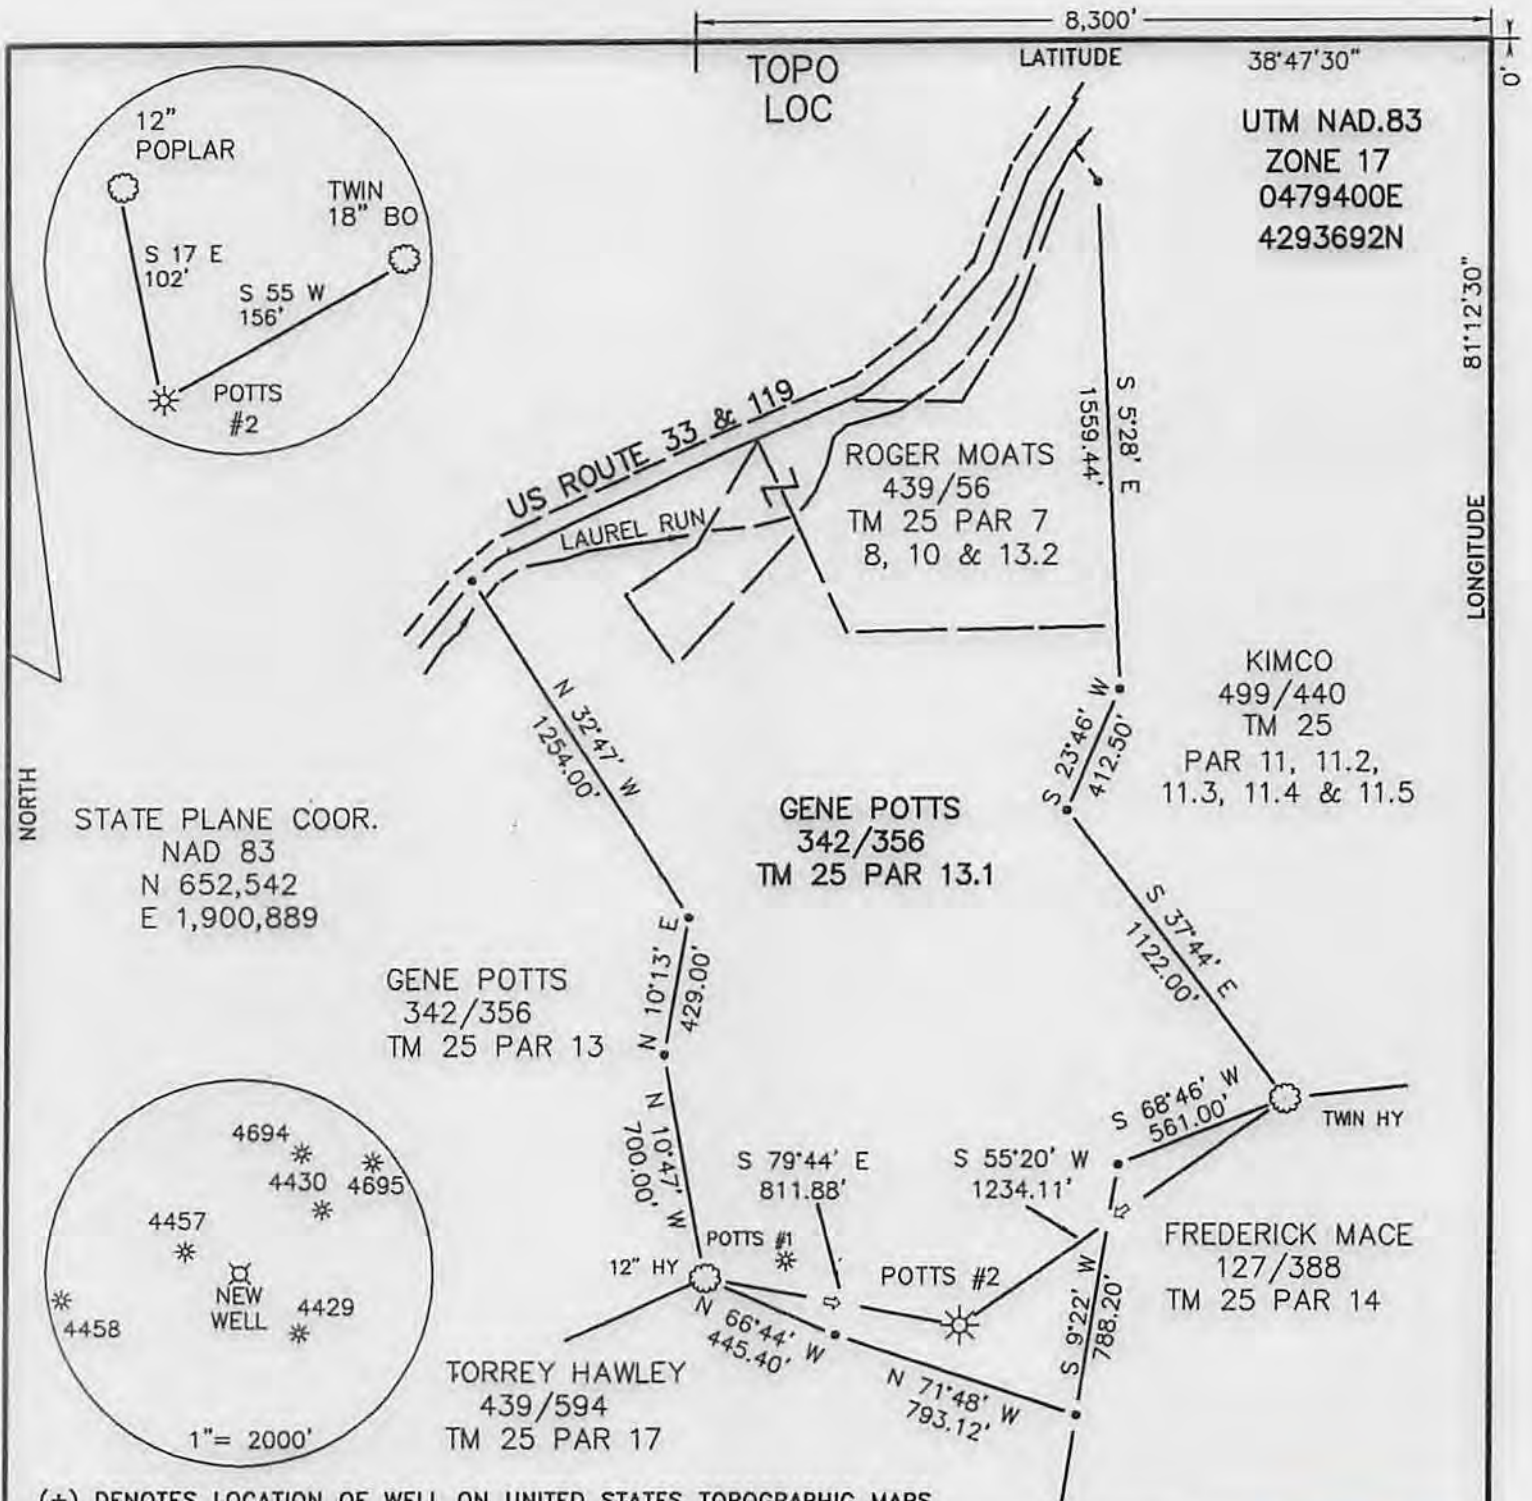 8,300'
TOPO
LOC
LATITUDE 38°47'30"
0'
UTM NAD.83
ZONE 17
0479400E
4293692N
81°12'30"
LONGITUDE
12"
POPLAR
TWIN
18" BO
S 17 E
102'
S 55 W
156'
POTTS
#2
US ROUTE 33 & 119
LAUREL RUN
ROGER MOATS
439/56
TM 25 PAR 7
8, 10 & 13.2
S 5°28' E
1559.44'
KIMCO
499/440
TM 25
PAR 11, 11.2,
11.3, 11.4 & 11.5
S 23°46' W
412.50'
N 32°47' W
1254.00'
NORTH
STATE PLANE COOR.
NAD 83
N 652,542
E 1,900,889
GENE POTTS
342/356
TM 25 PAR 13.1
S 37°44' E
1122.00'
GENE POTTS
342/356
TM 25 PAR 13
N 10°13' E
429.00'
N 10°47' W
700.00'
S 68°46' W
561.00'
TWIN HY
S 79°44' E
811.88'
S 55°20' W
1234.11'
POTTS #1
12" HY
POTTS #2
FREDERICK MACE
127/388
TM 25 PAR 14
S 9°22' W
788.20'
N 66°44' W
445.40'
N 71°48' W
793.12'
TORREY HAWLEY
439/594
TM 25 PAR 17
4694
4430
4695
4457
NEW
WELL
4429
4458
1"= 2000'
(+) DENOTES LOCATION OF WELL ON UNITED STATES TOPOGRAPHIC MAPS